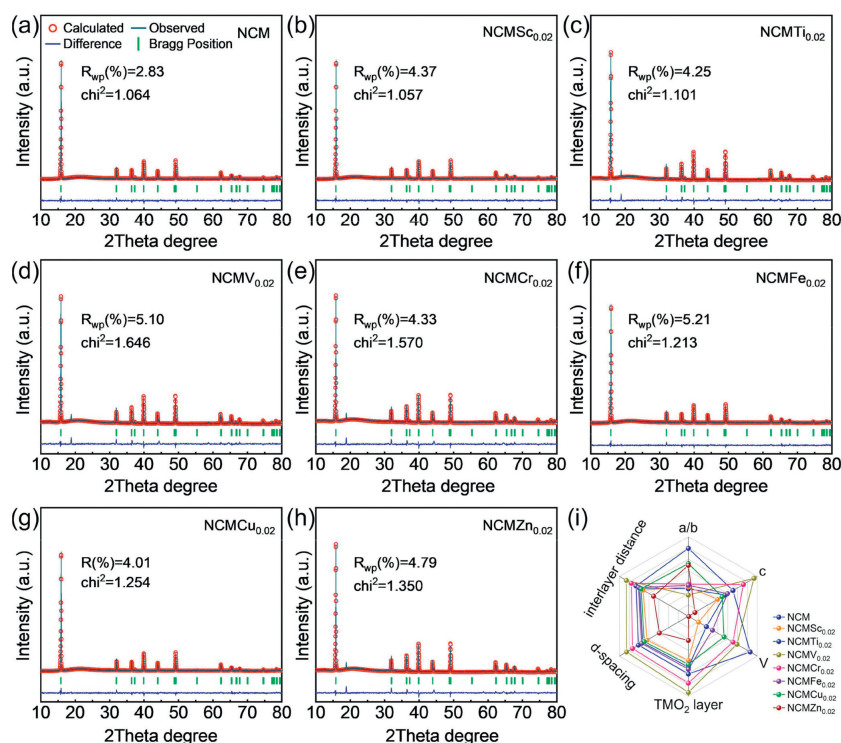 (a)
Calculated
Observed
Difference
Bragg Position
NCM
Rwp(%)=2.83
chi²=1.064
Intensity (a.u.)
10 20 30 40 50 60 70 80
2Theta degree
(b)
NCMSc0.02
Rwp(%)=4.37
chi²=1.057
Intensity (a.u.)
10 20 30 40 50 60 70 80
2Theta degree
(c)
NCMTi0.02
Rwp(%)=4.25
chi²=1.101
Intensity (a.u.)
10 20 30 40 50 60 70 80
2Theta degree
(d)
NCMV0.02
Rwp(%)=5.10
chi²=1.646
Intensity (a.u.)
10 20 30 40 50 60 70 80
2Theta degree
(e)
NCMCr0.02
Rwp(%)=4.33
chi²=1.570
Intensity (a.u.)
10 20 30 40 50 60 70 80
2Theta degree
(f)
NCMFe0.02
Rwp(%)=5.21
chi²=1.213
Intensity (a.u.)
10 20 30 40 50 60 70 80
2Theta degree
(g)
NCMCu0.02
R(%)=4.01
chi²=1.254
Intensity (a.u.)
10 20 30 40 50 60 70 80
2Theta degree
(h)
NCMZn0.02
Rwp(%)=4.79
chi²=1.350
Intensity (a.u.)
10 20 30 40 50 60 70 80
2Theta degree
(i)
a/b
c
V
TMO₂ layer
d-spacing
interlayer distance
NCM
NCMSc0.02
NCMTi0.02
NCMV0.02
NCMCr0.02
NCMFe0.02
NCMCu0.02
NCMZn0.02